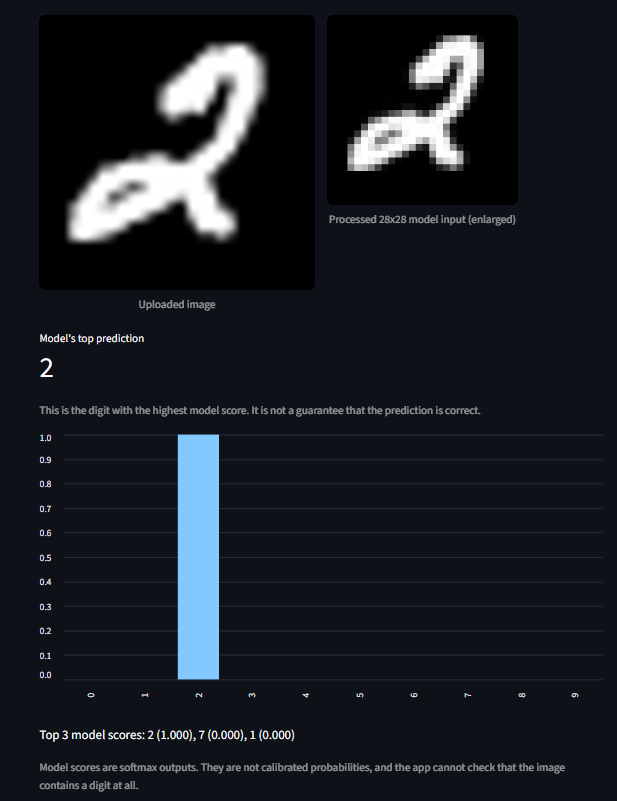 2
Processed 28x28 model input (enlarged)
Uploaded image
Model's top prediction
2
This is the digit with the highest model score. It is not a guarantee that the prediction is correct.
1.0
0.9
0.8
0.7
0.6
0.5
0.4
0.3
0.2
0.1
0.0
0 1 2 3 4 5 6 7 8 9
Top 3 model scores: 2 (1.000), 7 (0.000), 1 (0.000)
Model scores are softmax outputs. They are not calibrated probabilities, and the app cannot check that the image
contains a digit at all.